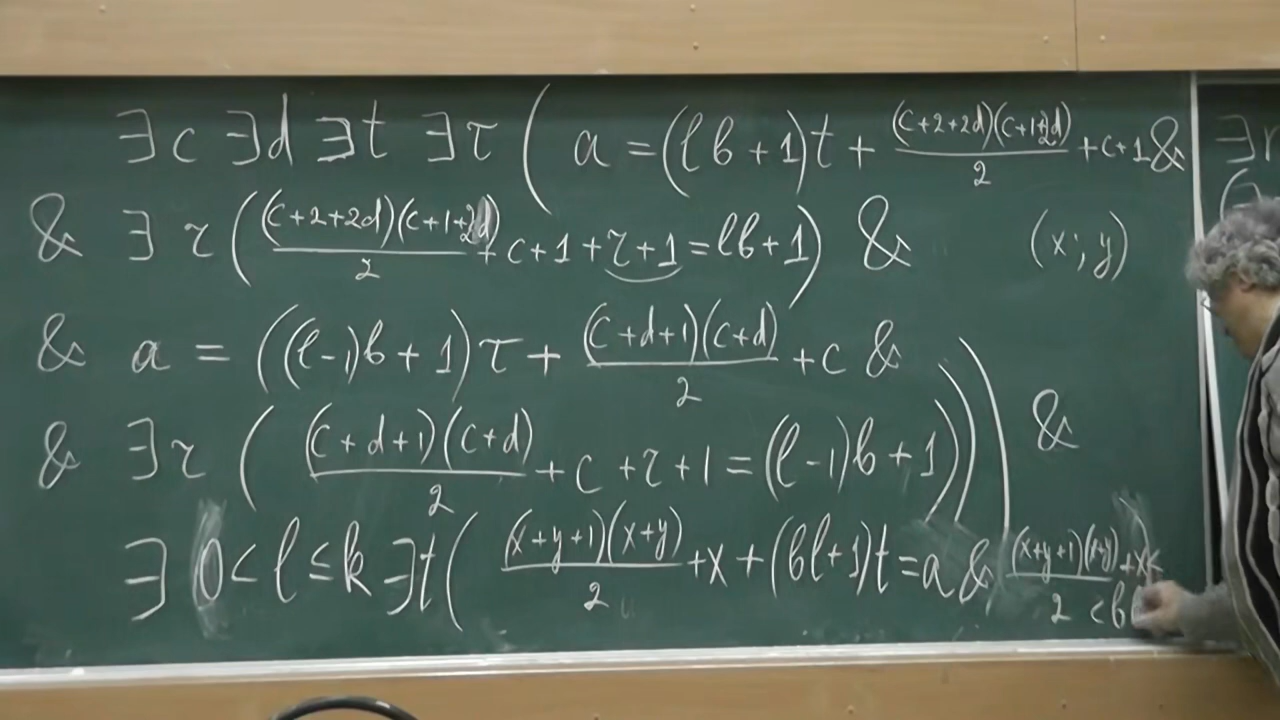 ∃c ∃d ∃t ∃τ ( a = (lb + 1)t + (c+2+2d)(c+1+2d)/2 + c + 1 &
& ∃ r ( (c+2+2d)(c+1+2d)/2 + c + 1 + r + 1 = lb + 1 ) & (x; y)
& a = ((l-1)b + 1)τ + (c+d+1)(c+d)/2 + c &
& ∃ r ( (c+d+1)(c+d)/2 + c + r + 1 = (l-1)b + 1 ))) &
∃ 0 < l ≤ k ∃t ( (x+y+1)(x+y)/2 + x + (bl+1)t = a & (x+y+1)(x+y)/2 + x < b
∃r
(